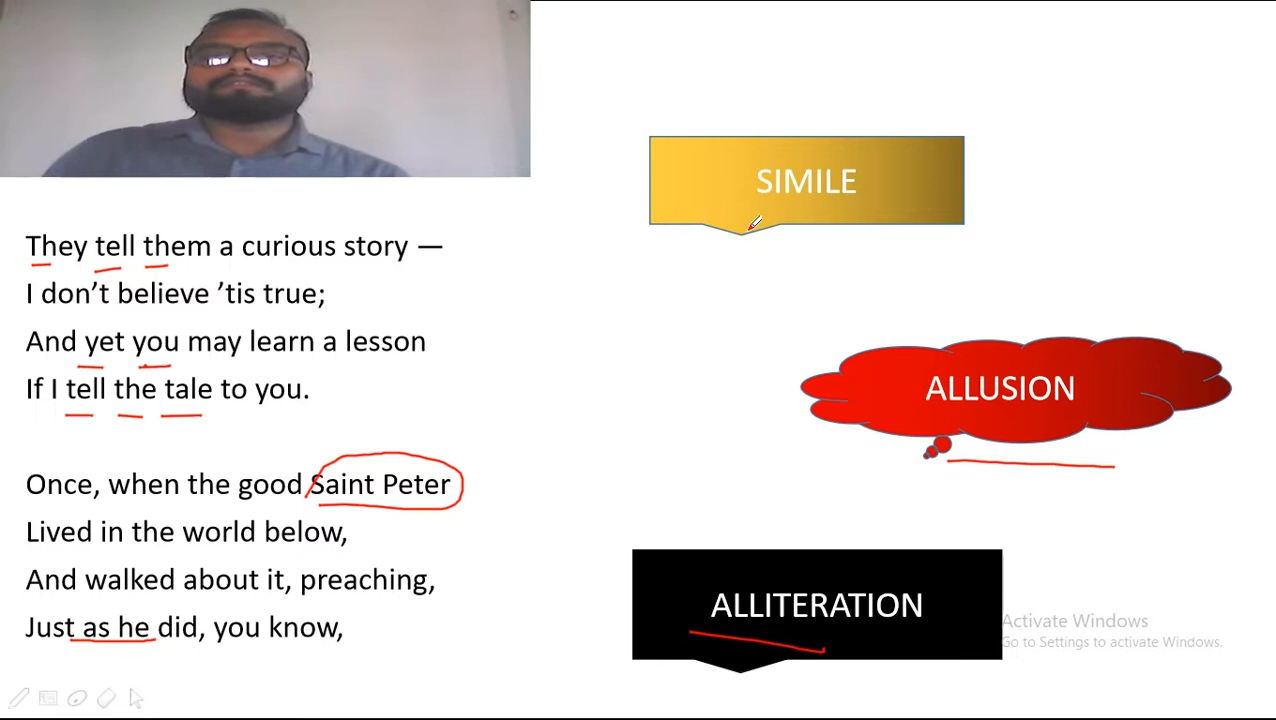 They tell them a curious story —
I don’t believe ’tis true;
And yet you may learn a lesson
If I tell the tale to you.
Once, when the good Saint Peter
Lived in the world below,
And walked about it, preaching,
Just as he did, you know,
SIMILE
ALLUSION
ALLITERATION
Activate Windows
Go to Settings to activate Windows.